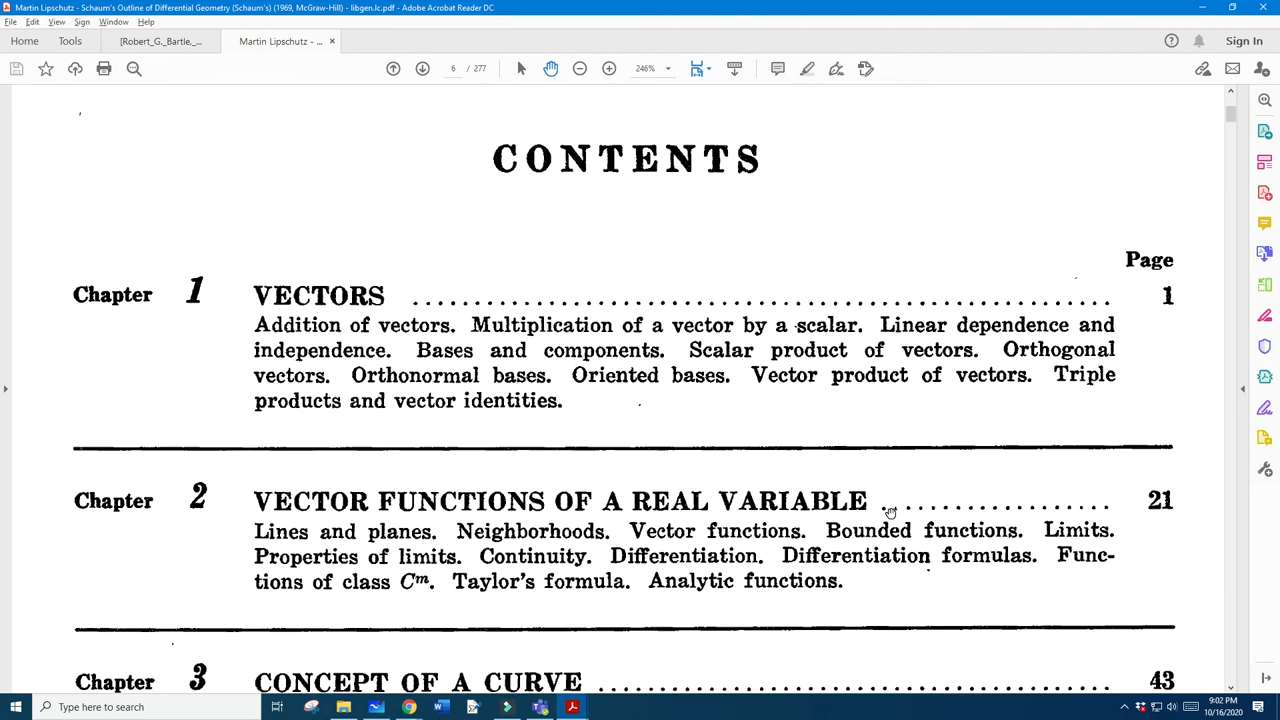 Martin Lipschutz - Schaum's Outline of Differential Geometry (Schaum's) (1969, McGraw-Hill) - libgen.lc.pdf - Adobe Acrobat Reader DC
File Edit View Sign Window Help
Home Tools [Robert_G._Bartle,_... Martin Lipschutz - ... × Sign In
6 / 277 246%
CONTENTS
Page
Chapter 1 VECTORS ........................................................ 1
Addition of vectors. Multiplication of a vector by a scalar. Linear dependence and
independence. Bases and components. Scalar product of vectors. Orthogonal
vectors. Orthonormal bases. Oriented bases. Vector product of vectors. Triple
products and vector identities.
Chapter 2 VECTOR FUNCTIONS OF A REAL VARIABLE .................. 21
Lines and planes. Neighborhoods. Vector functions. Bounded functions. Limits.
Properties of limits. Continuity. Differentiation. Differentiation formulas. Func-
tions of class Cᵐ. Taylor's formula. Analytic functions.
Chapter 3 CONCEPT OF A CURVE ......................................... 43
Type here to search
9:02 PM
10/16/2020